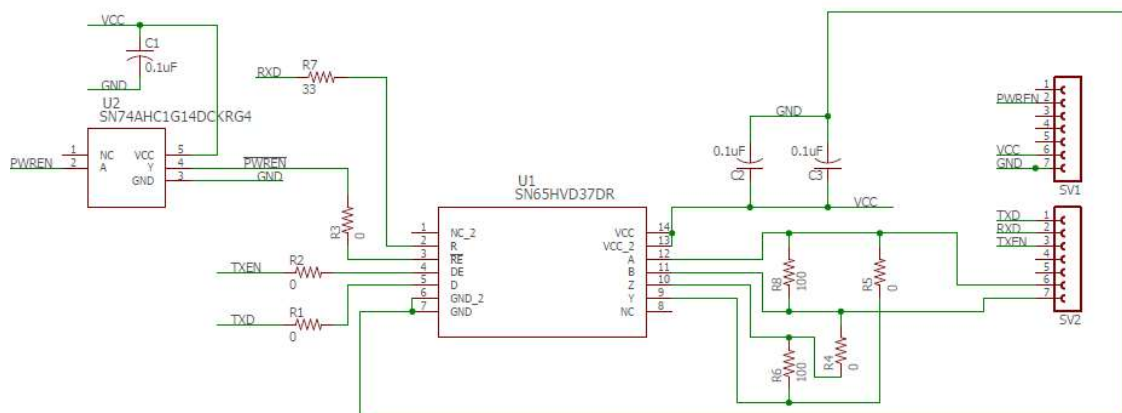 VCC
C1
0.1uF
GND
U2
SN74AHC1G14DCKRG4
PWREN
1
2
NC
A
VCC
Y
GND
5
4
3
PWREN
GND
RXD
R7
33
R3
0
TXEN
R2
0
TXD
R1
0
U1
SN65HVD37DR
1
2
3
4
5
6
7
NC_2
R
RE
DE
D
GND_2
GND
VCC
VCC_2
A
B
Z
Y
NC
14
13
12
11
10
9
8
GND
0.1uF
C2
0.1uF
C3
VCC
R8
100
R5
0
R6
100
R4
0
PWREN
VCC
GND
1
2
3
4
5
6
7
SV1
TXD
RXD
TXEN
1
2
3
4
5
6
7
SV2